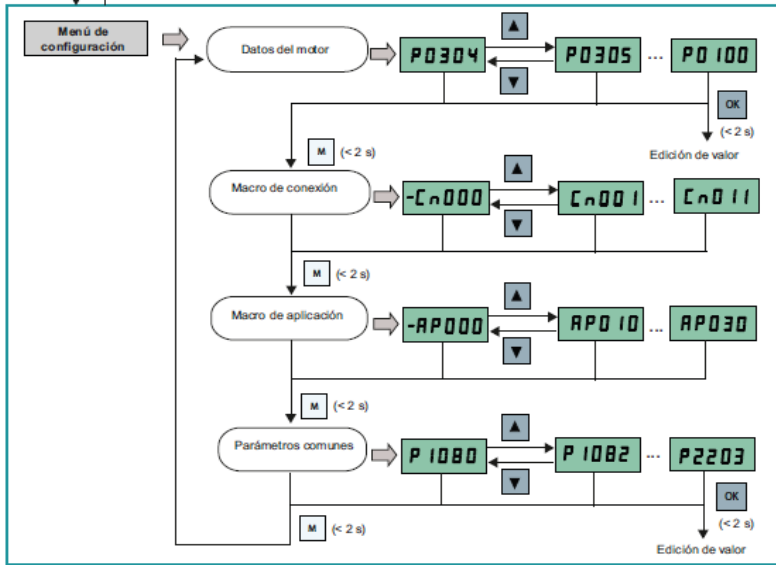 Menú de
configuración
Datos del motor
P0304
▲
▼
P0305
...
P0100
OK
(< 2 s)
Edición de valor
M (< 2 s)
Macro de conexión
-Cn000
▲
▼
Cn001
...
Cn011
M (< 2 s)
Macro de aplicación
-AP000
▲
▼
AP010
...
AP030
M (< 2 s)
Parámetros comunes
P1080
▲
▼
P1082
...
P2203
OK
(< 2 s)
Edición de valor
M (< 2 s)